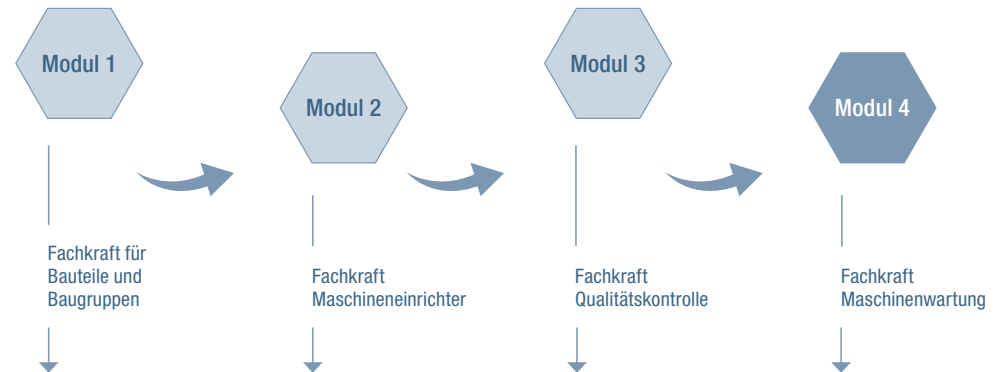 Modul 1
Modul 2
Modul 3
Modul 4
Fachkraft für
Bauteile und
Baugruppen
Fachkraft
Maschineneinrichter
Fachkraft
Qualitätskontrolle
Fachkraft
Maschinenwartung